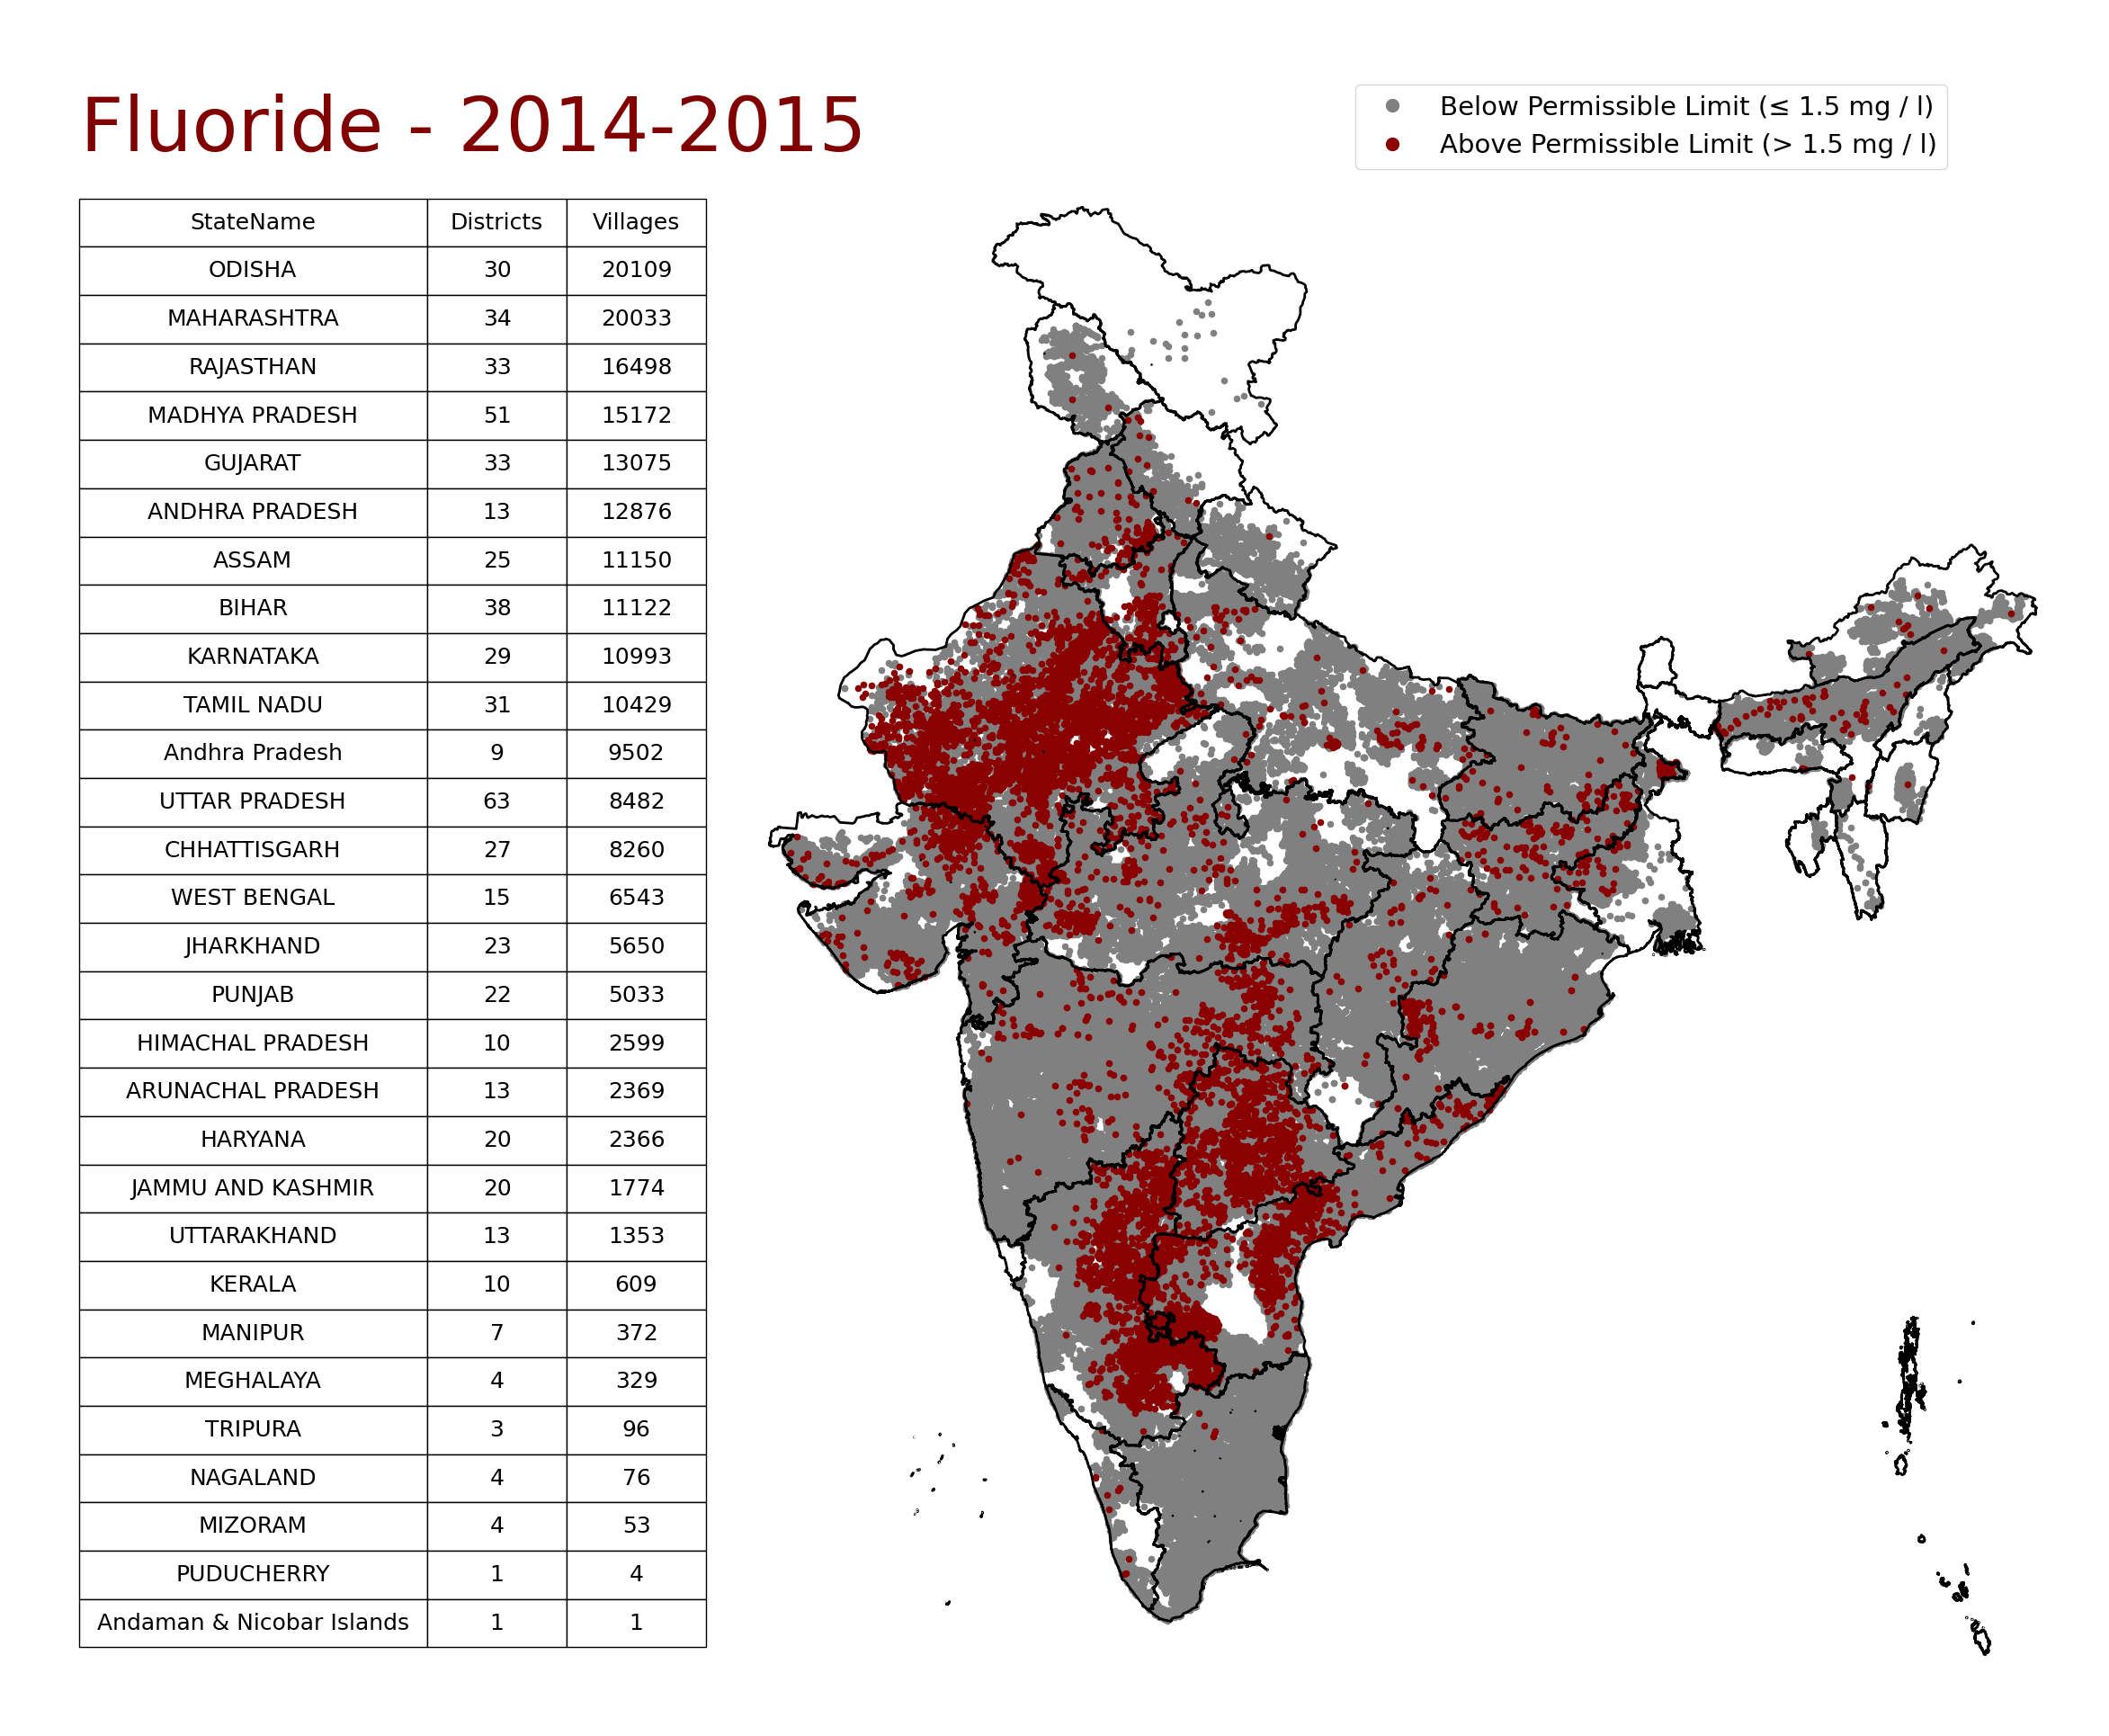 Fluoride - 2014-2015
Below Permissible Limit (≤ 1.5 mg / l)
Above Permissible Limit (> 1.5 mg / l)
StateName Districts Villages
ODISHA 30 20109
MAHARASHTRA 34 20033
RAJASTHAN 33 16498
MADHYA PRADESH 51 15172
GUJARAT 33 13075
ANDHRA PRADESH 13 12876
ASSAM 25 11150
BIHAR 38 11122
KARNATAKA 29 10993
TAMIL NADU 31 10429
Andhra Pradesh 9 9502
UTTAR PRADESH 63 8482
CHHATTISGARH 27 8260
WEST BENGAL 15 6543
JHARKHAND 23 5650
PUNJAB 22 5033
HIMACHAL PRADESH 10 2599
ARUNACHAL PRADESH 13 2369
HARYANA 20 2366
JAMMU AND KASHMIR 20 1774
UTTARAKHAND 13 1353
KERALA 10 609
MANIPUR 7 372
MEGHALAYA 4 329
TRIPURA 3 96
NAGALAND 4 76
MIZORAM 4 53
PUDUCHERRY 1 4
Andaman & Nicobar Islands 1 1